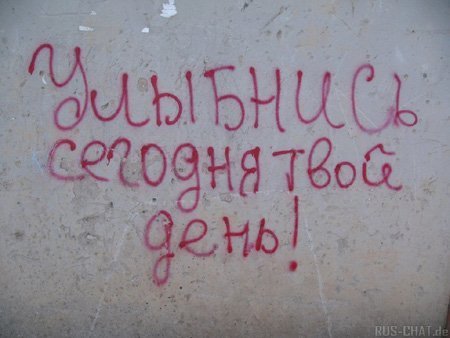 Улыбнись
сегодня твой
день!
RUS-CHAT.de